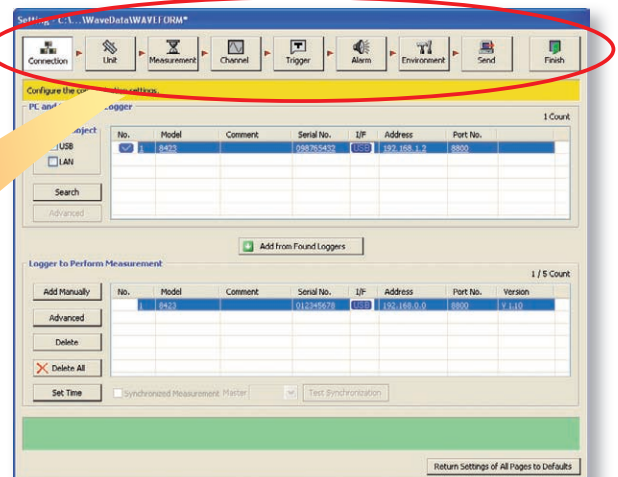 Setting - C:\...\WaveData\WAVEFORM*
Connection Unit Measurement Channel Trigger Alarm Environment Send Finish
Configure the settings.
PC and Logger
1 Count
USB
LAN
Search
Advanced
No. Model Comment Serial No. I/F Address Port No.
1 8423 098765432 USB 192.168.1.2 8800
Add from Found Loggers
Logger to Perform Measurement
1 / 5 Count
Add Manually
Advanced
Delete
Delete All
Set Time
No. Model Comment Serial No. I/F Address Port No. Version
1 8423 012345678 USB 192.168.0.0 8800 V 1.10
Synchronized Measurement Master Test Synchronization
Return Settings of All Pages to Defaults